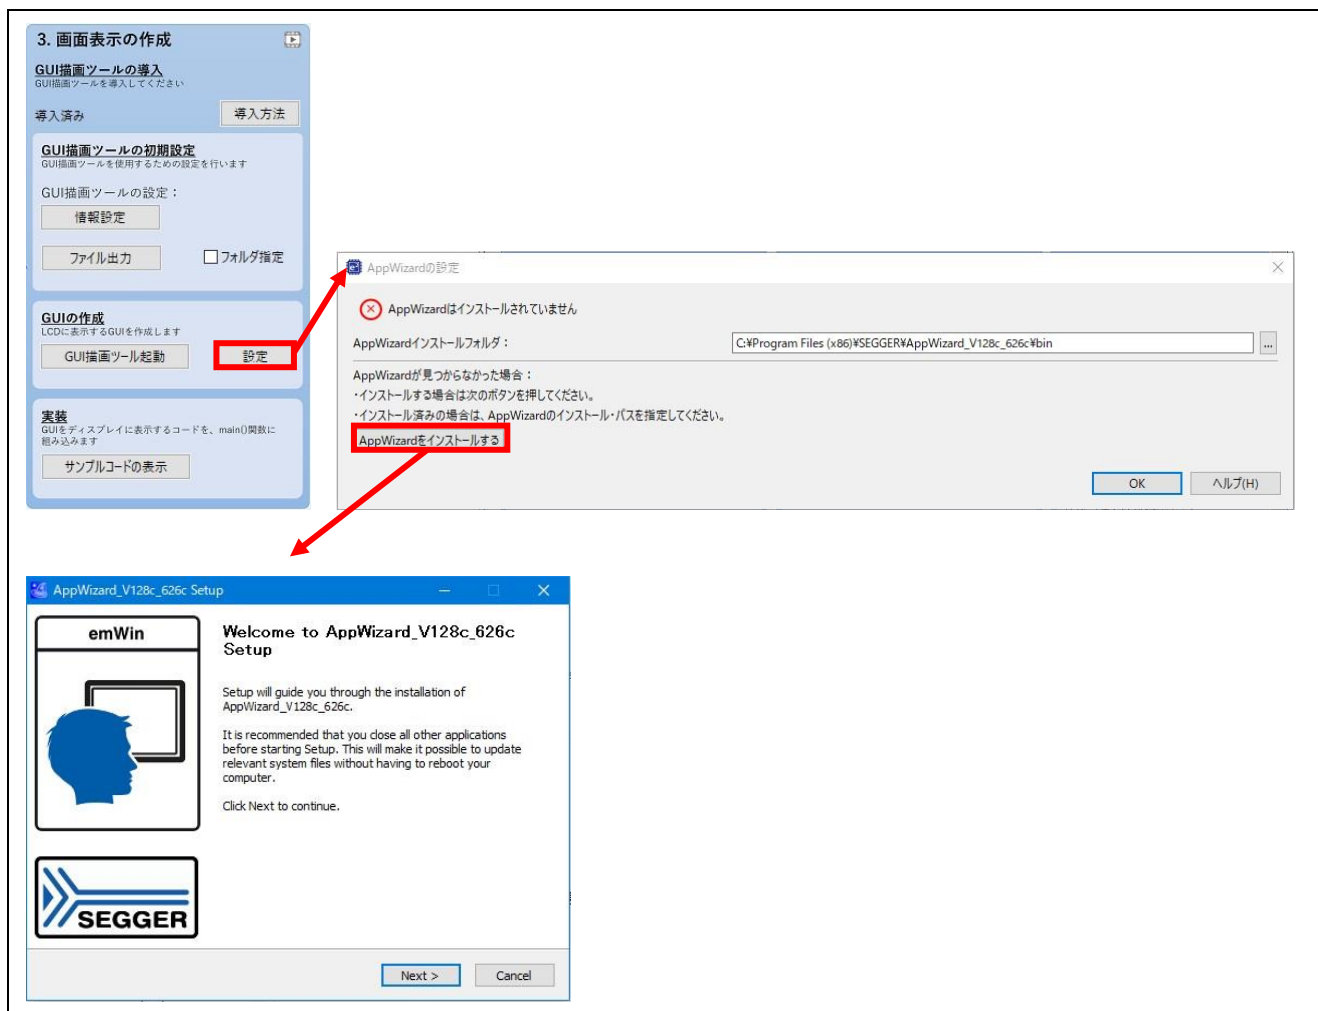 3. 画面表示の作成
GUI描画ツールの導入
GUI描画ツールを導入してください
導入済み
導入方法
GUI描画ツールの初期設定
GUI描画ツールを使用するための設定を行います
GUI描画ツールの設定：
情報設定
ファイル出力
フォルダ指定
GUIの作成
LCDに表示するGUIを作成します
GUI描画ツール起動
設定
実装
GUIをディスプレイに表示するコードを、main()関数に
組み込みます
サンプルコードの表示
AppWizardの設定
AppWizardはインストールされていません
AppWizardインストールフォルダ：
C:¥Program Files (x86)¥SEGGER¥AppWizard_V128c_626c¥bin
...
AppWizardが見つからなかった場合：
・インストールする場合は次のボタンを押してください。
・インストール済みの場合は、AppWizardのインストール・パスを指定してください。
AppWizardをインストールする
OK
ヘルプ(H)
AppWizard_V128c_626c Setup
emWin
SEGGER
Welcome to AppWizard_V128c_626c
Setup
Setup will guide you through the installation of
AppWizard_V128c_626c.
It is recommended that you close all other applications
before starting Setup. This will make it possible to update
relevant system files without having to reboot your
computer.
Click Next to continue.
Next >
Cancel